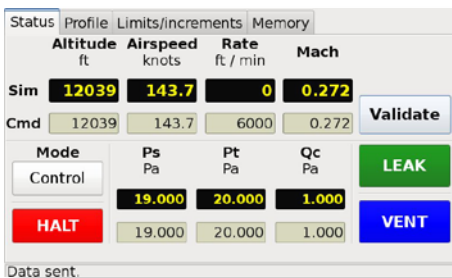 Status Profile Limits/increments Memory
Altitude Airspeed Rate Mach
ft knots ft / min
Sim 12039 143.7 0 0.272
Cmd 12039 143.7 6000 0.272 Validate
Mode Ps Pt Qc
Pa Pa Pa
Control LEAK
19.000 20.000 1.000
HALT 19.000 20.000 1.000 VENT
Data sent.